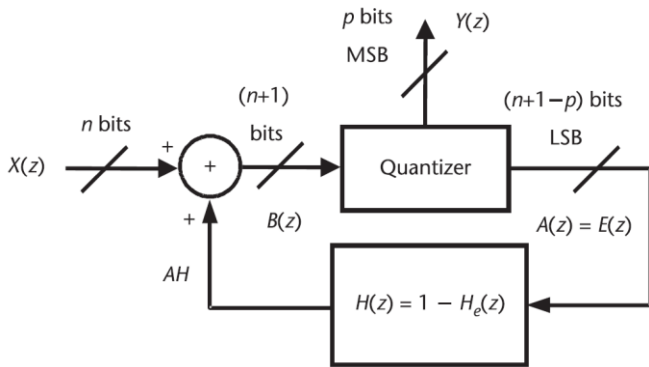 p bits
MSB
Y(z)
(n+1)
bits
(n+1–p) bits
LSB
n bits
X(z)
+
+
+
Quantizer
B(z)
A(z) = E(z)
AH
H(z) = 1 – Hₑ(z)